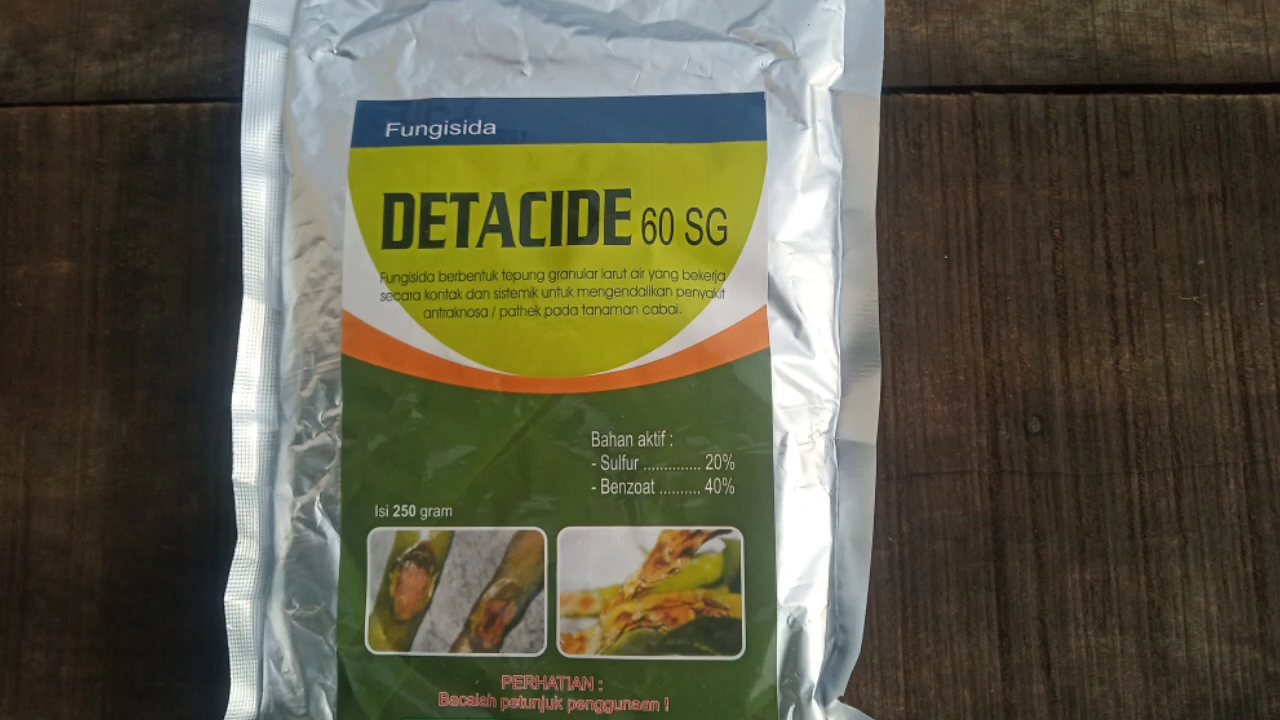 Fungisida
DETACIDE 60 SG
Fungisida berbentuk tepung granular larut air yang bekerja
secara kontak dan sistemik untuk mengendalikan penyakit
antraknosa / pathek pada tanaman cabai.
Bahan aktif :
- Sulfur .............. 20%
- Benzoat .......... 40%
Isi 250 gram
PERHATIAN :
Bacalah petunjuk penggunaan !